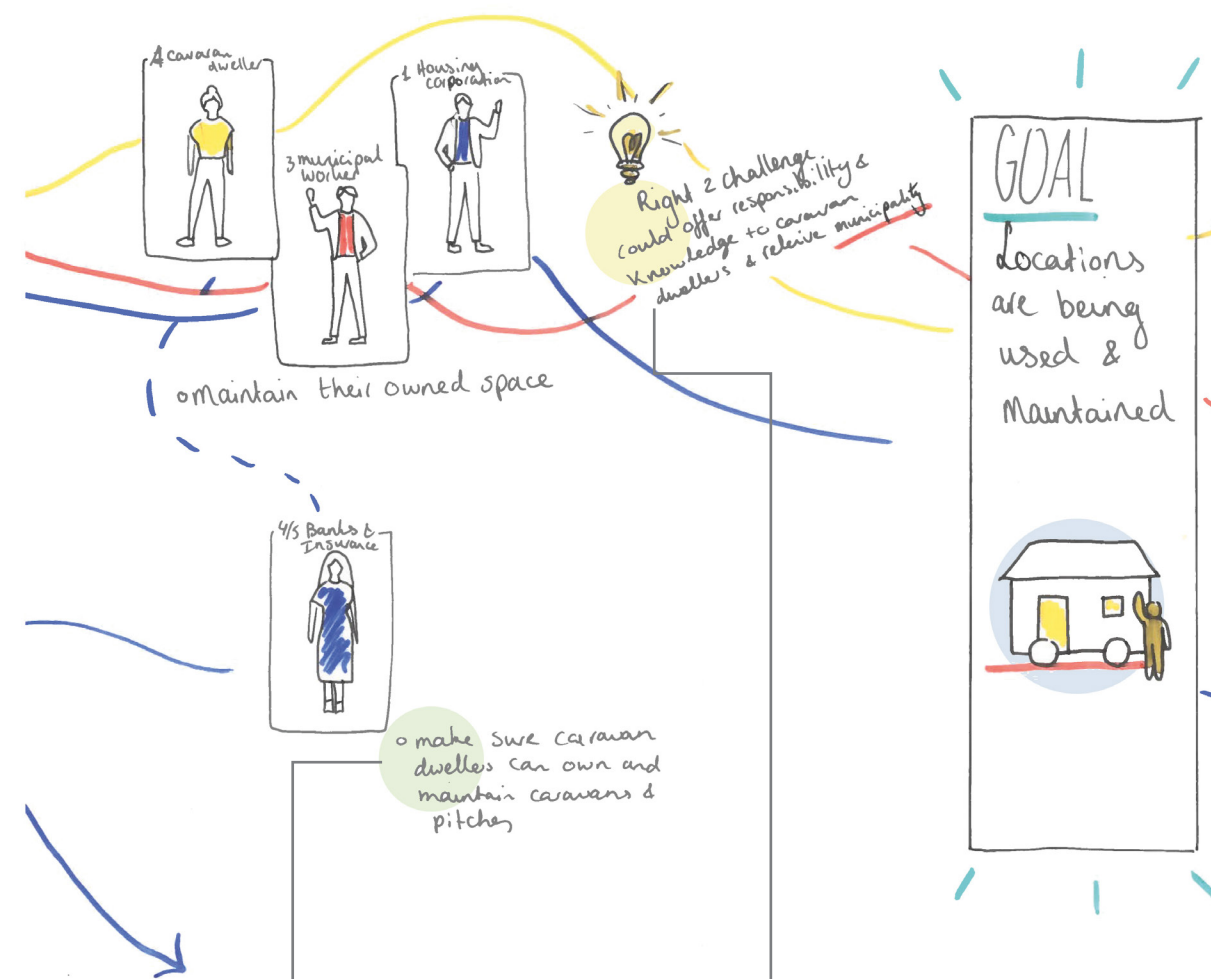 A caravan
dweller
1 Housing
corporation
3 municipal
worker
Right 2 challenge
could offer responsibility &
knowledge to caravan
dwellers & releive municipality
o maintain their owned space
4/5 Banks &
Insurance
o make sure caravan
dwellers can own and
maintain caravans &
pitches
GOAL
Locations
are being
used &
Maintained